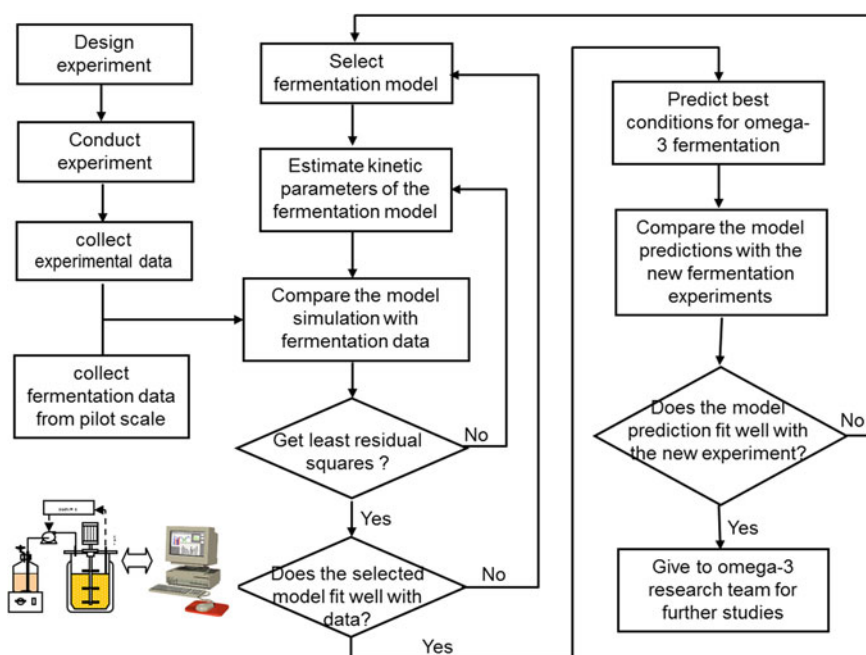 Design
experiment
Conduct
experiment
collect
experimental data
collect
fermentation data
from pilot scale
Select
fermentation model
Estimate kinetic
parameters of the
fermentation model
Compare the model
simulation with
fermentation data
Get least residual
squares ?
No
Yes
Does the
selected
model fit well with
data?
No
Yes
Predict best
conditions for omega-
3 fermentation
Compare the model
predictions with the
new fermentation
experiments
Does the model
prediction fit well with
the new experiment?
No
Yes
Give to omega-3
research team for
further studies